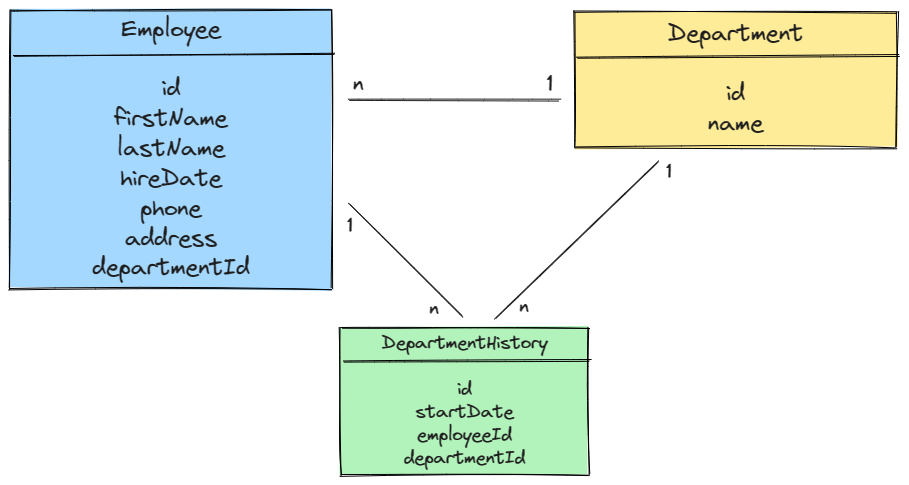 Employee
id
firstName
lastName
hireDate
phone
address
departmentId
n
1
Department
id
name
1
n
1
n
DepartmentHistory
id
startDate
employeeId
departmentId